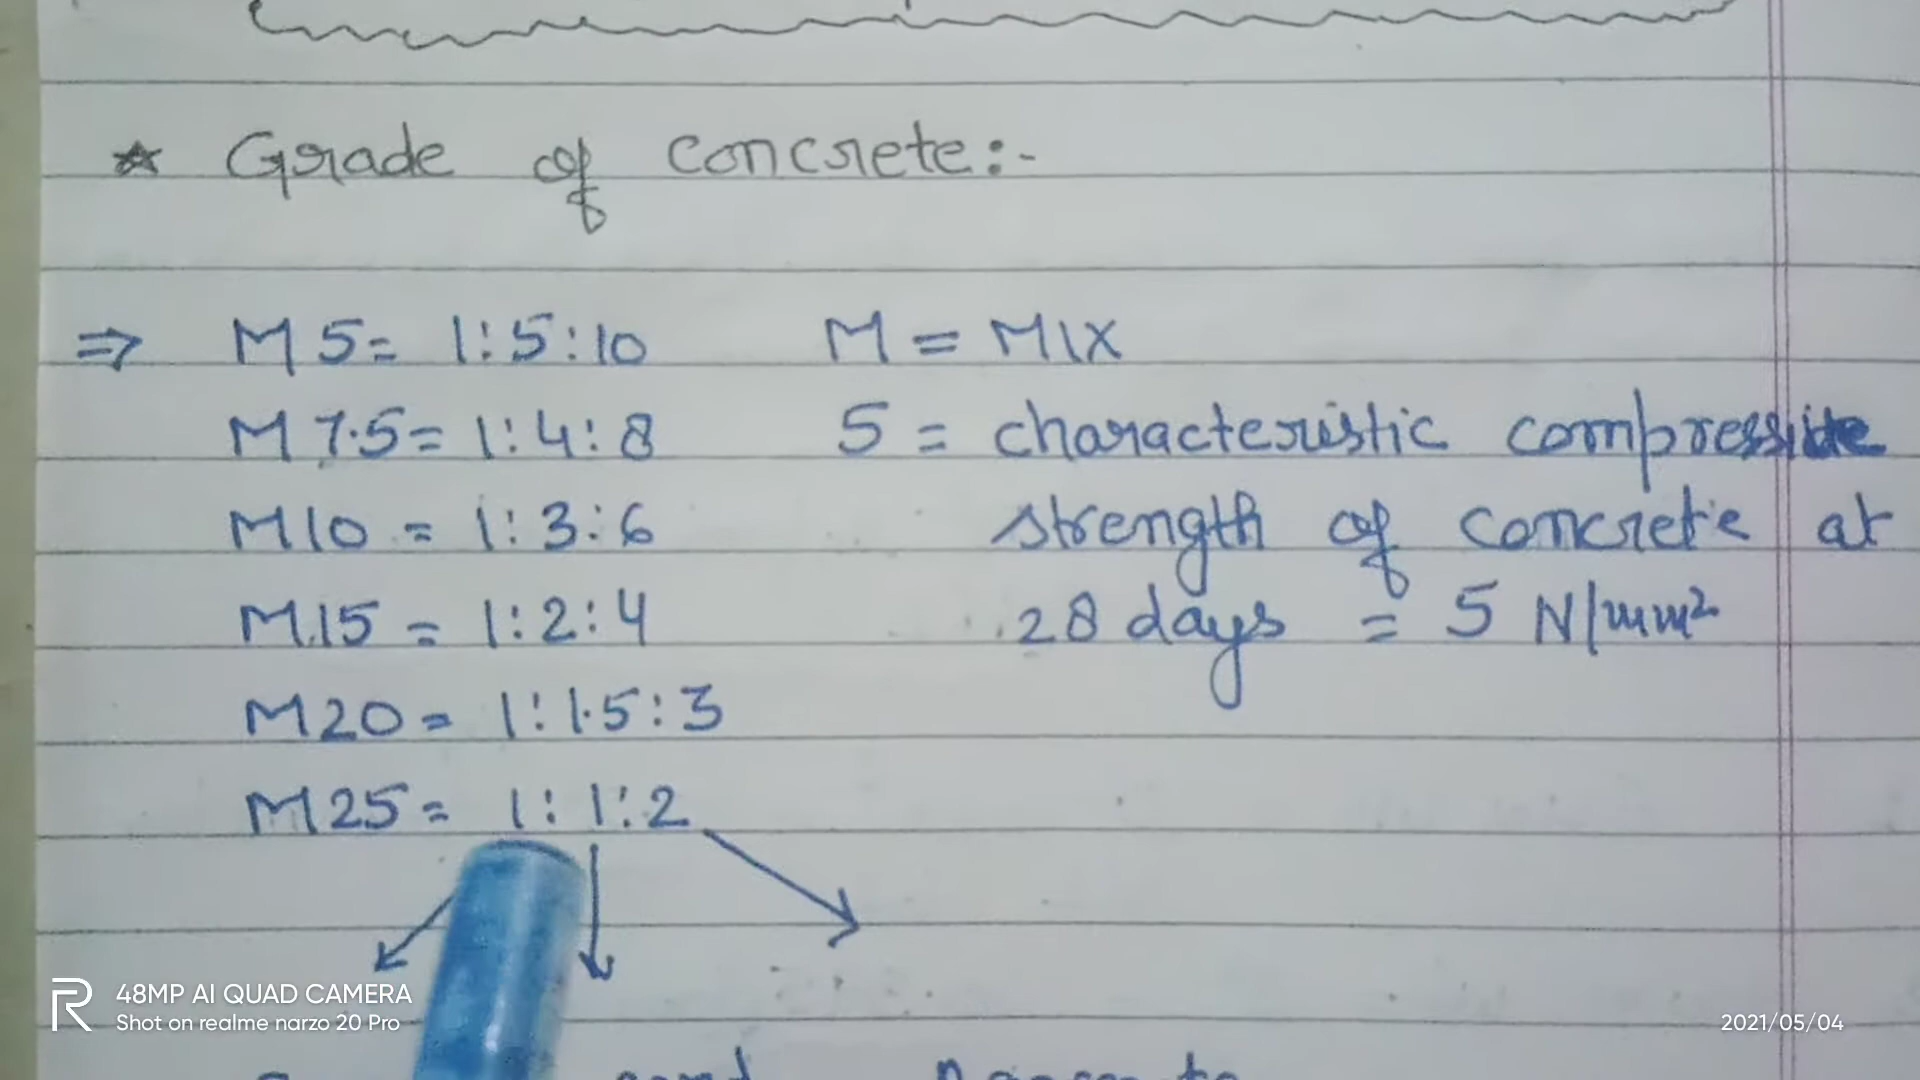 ☆ Grade of concrete:-
⇒ M 5 = 1:5:10 M = MIX
M 7.5 = 1:4:8 5 = characteristic compressive
M10 = 1:3:6 strength of concrete at
M15 = 1:2:4 28 days = 5 N/mm²
M20 = 1:1.5:3
M25 = 1:1:2
48MP AI QUAD CAMERA
Shot on realme narzo 20 Pro
2021/05/04